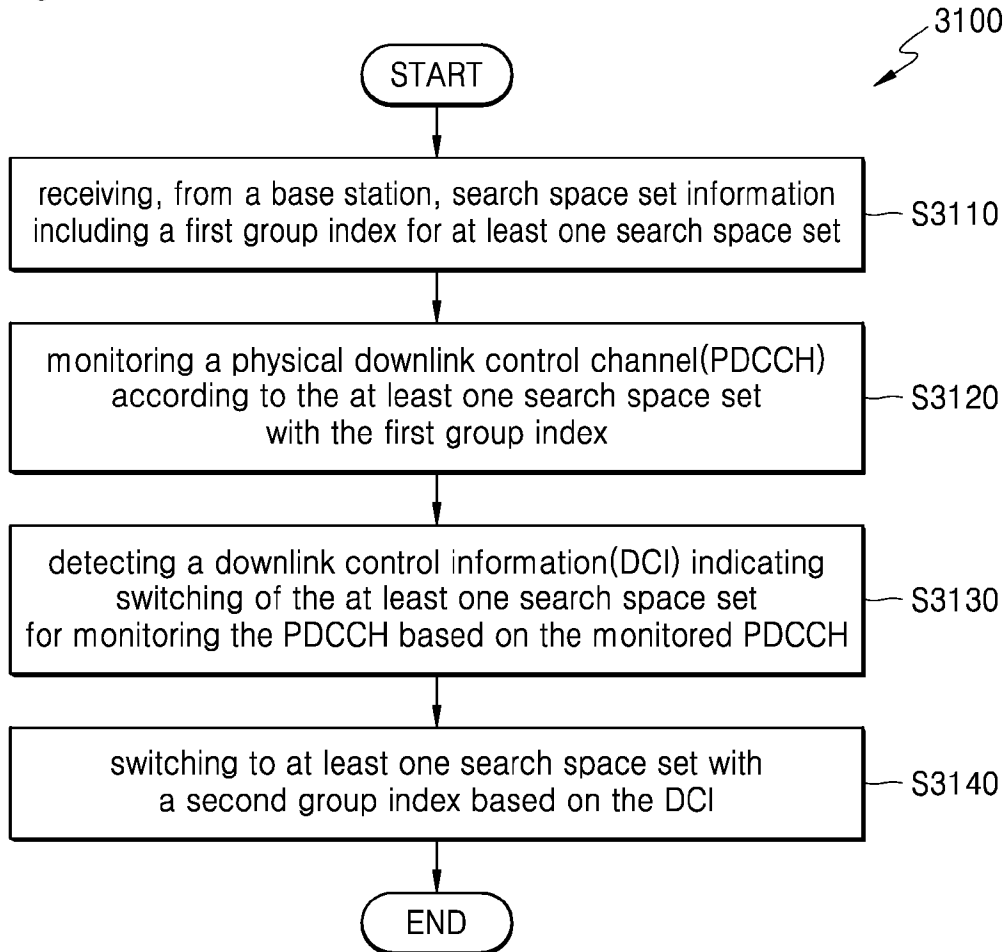 3100
START
receiving, from a base station, search space set information
including a first group index for at least one search space set
S3110
monitoring a physical downlink control channel(PDCCH)
according to the at least one search space set
with the first group index
S3120
detecting a downlink control information(DCI) indicating
switching of the at least one search space set
for monitoring the PDCCH based on the monitored PDCCH
S3130
switching to at least one search space set with
a second group index based on the DCI
S3140
END